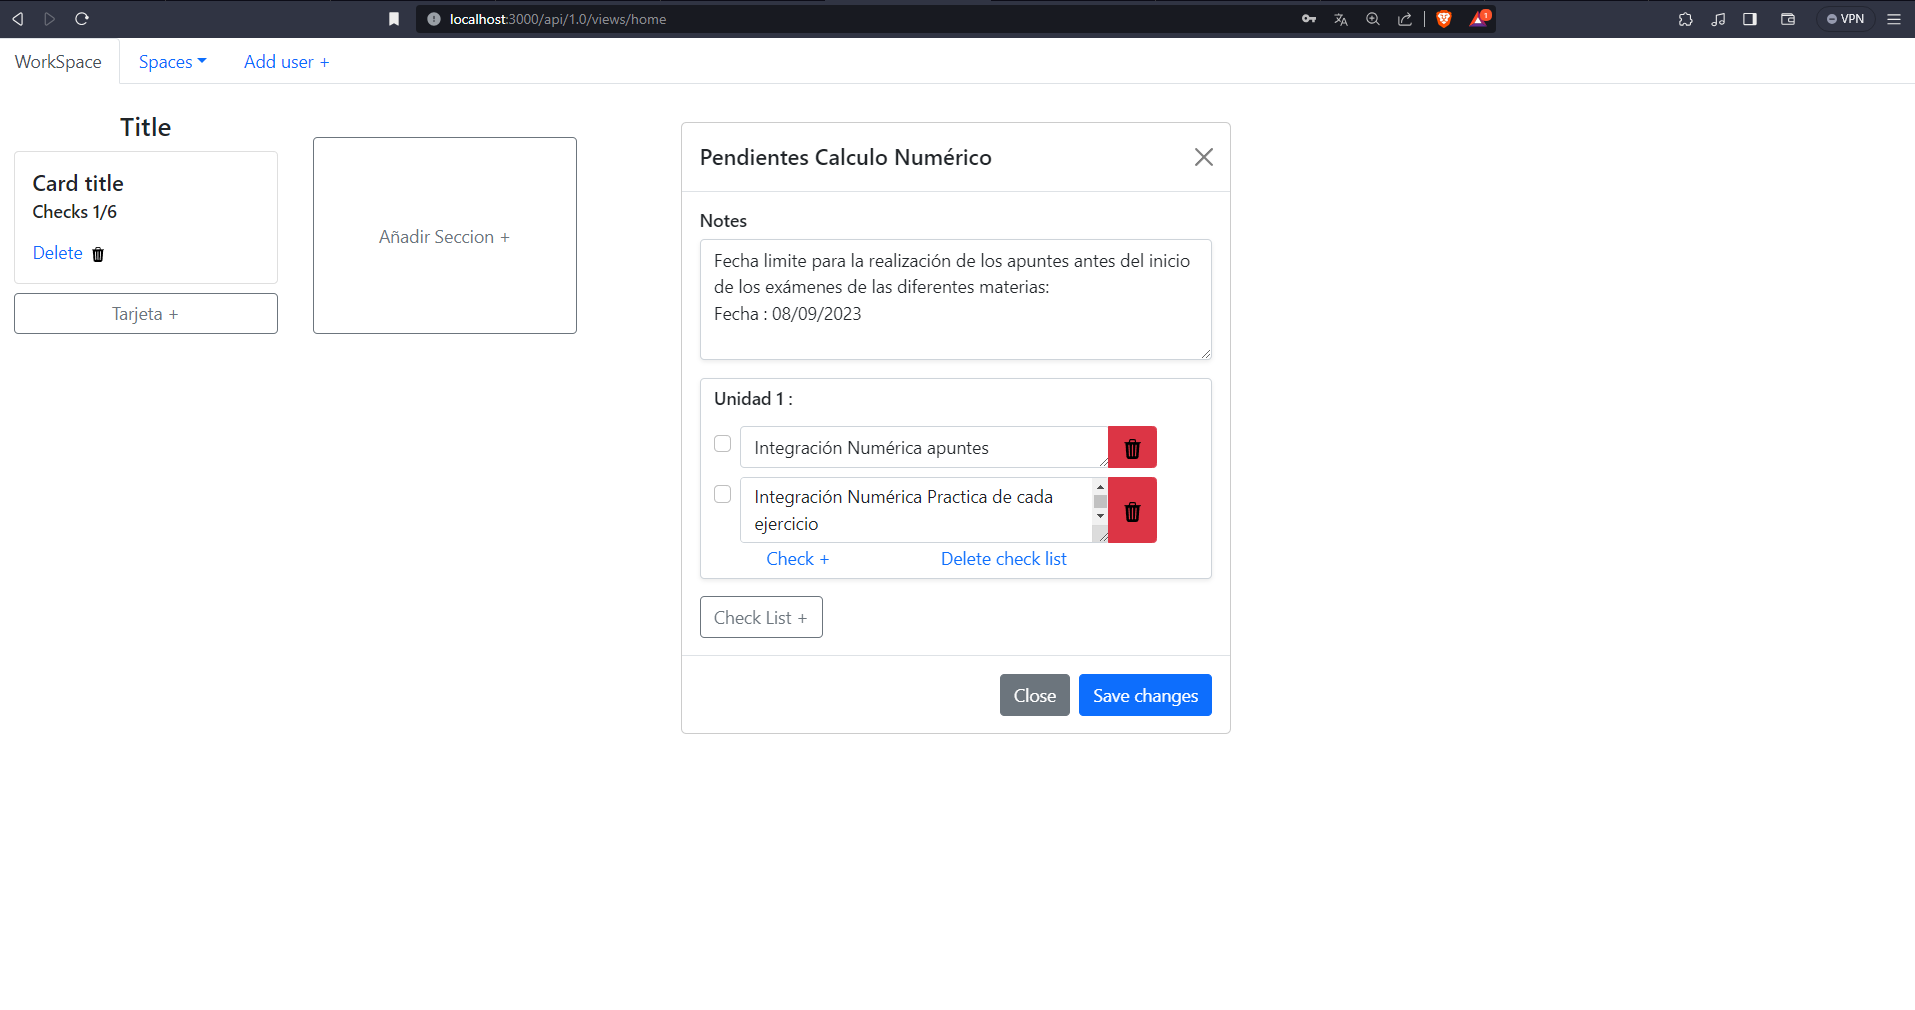 localhost:3000/api/1.0/views/home
1
VPN
WorkSpace
Spaces
Add user +
Title
Card title
Checks 1/6
Delete
Tarjeta +
Añadir Seccion +
Pendientes Calculo Numérico
Notes
Fecha limite para la realización de los apuntes antes del inicio
de los exámenes de las diferentes materias:
Fecha : 08/09/2023
Unidad 1 :
Integración Numérica apuntes
Integración Numérica Practica de cada
ejercicio
Check +
Delete check list
Check List +
Close
Save changes